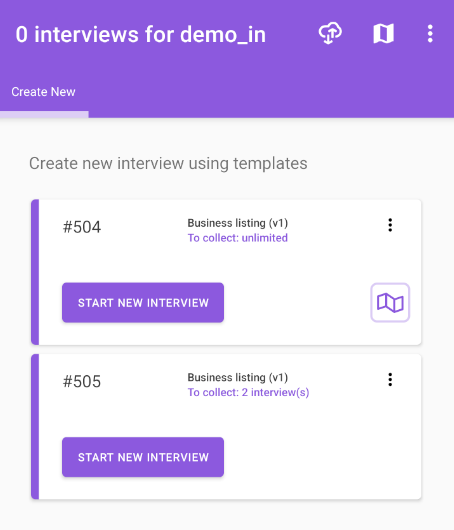 0 interviews for demo_in
Create New
Create new interview using templates
#504
Business listing (v1)
To collect: unlimited
START NEW INTERVIEW
#505
Business listing (v1)
To collect: 2 interview(s)
START NEW INTERVIEW